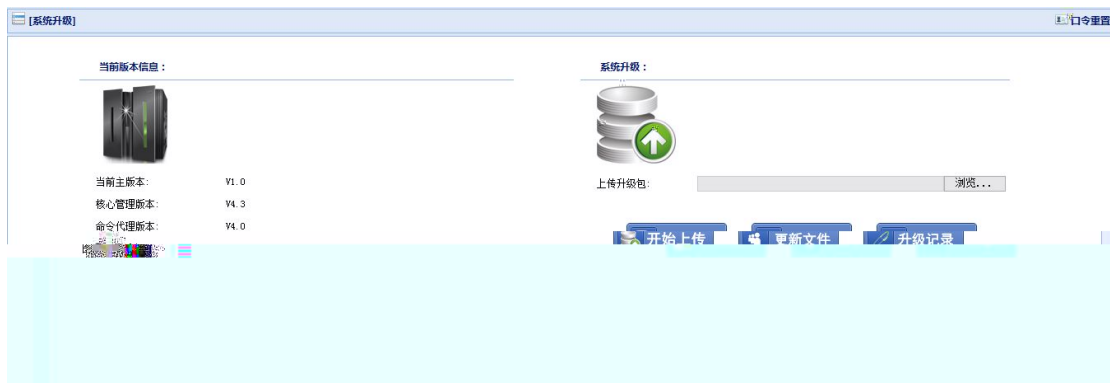 [系统升级]
口令重置
当前版本信息：
系统升级：
当前主版本: V1.0
上传升级包: 浏览...
核心管理版本: V4.3
命令代理版本: V4.0
开始上传 更新文件 升级记录